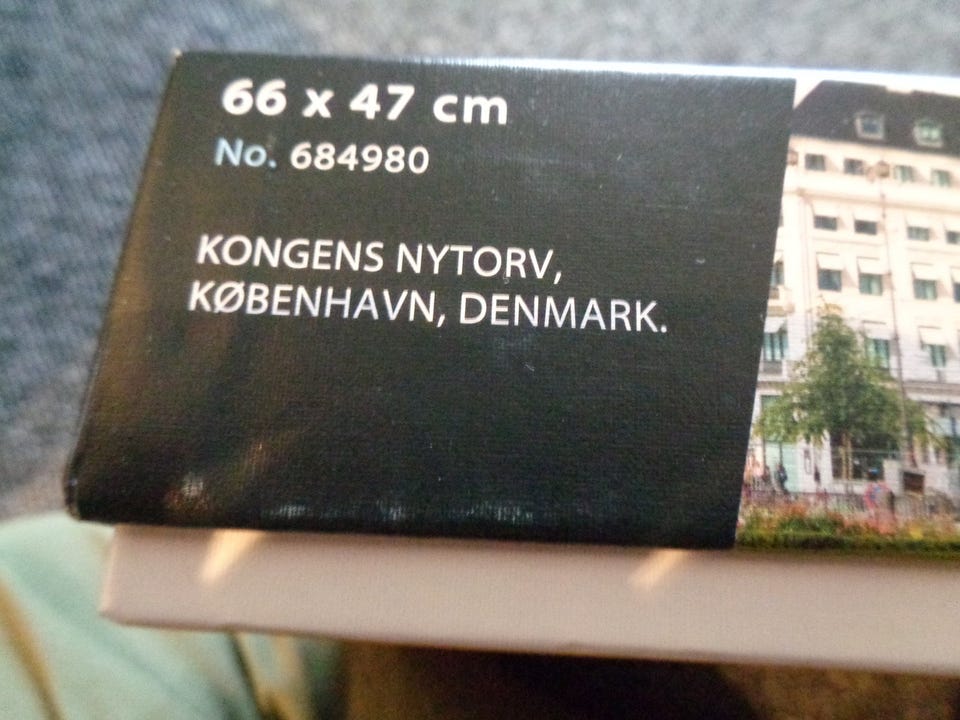 66 x 47 cm
No. 684980
KONGENS NYTORV,
KØBENHAVN, DENMARK.